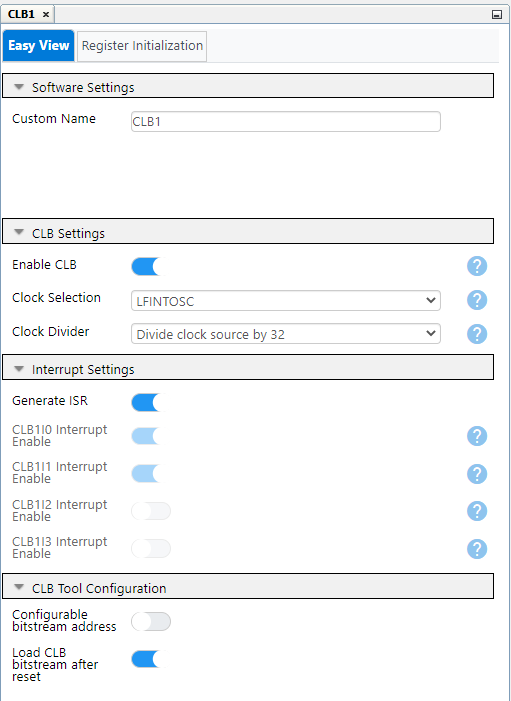 CLB1 ×
Easy View
Register Initialization
Software Settings
Custom Name
CLB1
CLB Settings
Enable CLB
?
Clock Selection
LFINTOSC
?
Clock Divider
Divide clock source by 32
?
Interrupt Settings
Generate ISR
CLB1I0 Interrupt
Enable
?
CLB1I1 Interrupt
Enable
?
CLB1I2 Interrupt
Enable
?
CLB1I3 Interrupt
Enable
?
CLB Tool Configuration
Configurable
bitstream address
Load CLB
bitstream after
reset